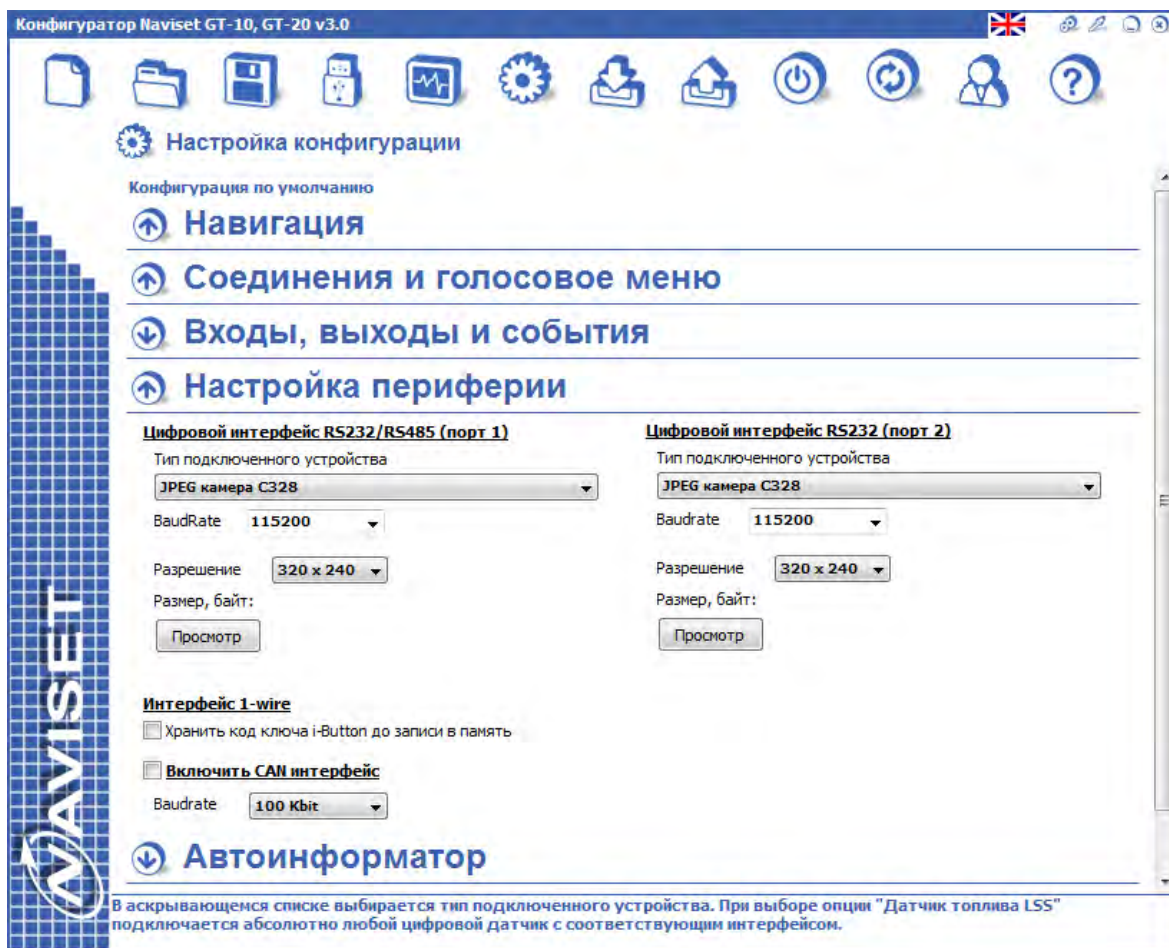 Конфигуратор Naviset GT-10, GT-20 v3.0
Настройка конфигурации
Конфигурация по умолчанию
Навигация
Соединения и голосовое меню
Входы, выходы и события
Настройка периферии
Цифровой интерфейс RS232/RS485 (порт 1)
Тип подключенного устройства
JPEG камера C328
BaudRate 115200
Разрешение 320 x 240
Размер, байт:
Просмотр
Цифровой интерфейс RS232 (порт 2)
Тип подключенного устройства
JPEG камера C328
Baudrate 115200
Разрешение 320 x 240
Размер, байт:
Просмотр
Интерфейс 1-wire
Хранить код ключа i-Button до записи в память
Включить CAN интерфейс
Baudrate 100 Kbit
Автоинформатор
NAVISET
В аскрывающемся списке выбирается тип подключенного устройства. При выборе опции "Датчик топлива LSS"
подключается абсолютно любой цифровой датчик с соответствующим интерфейсом.